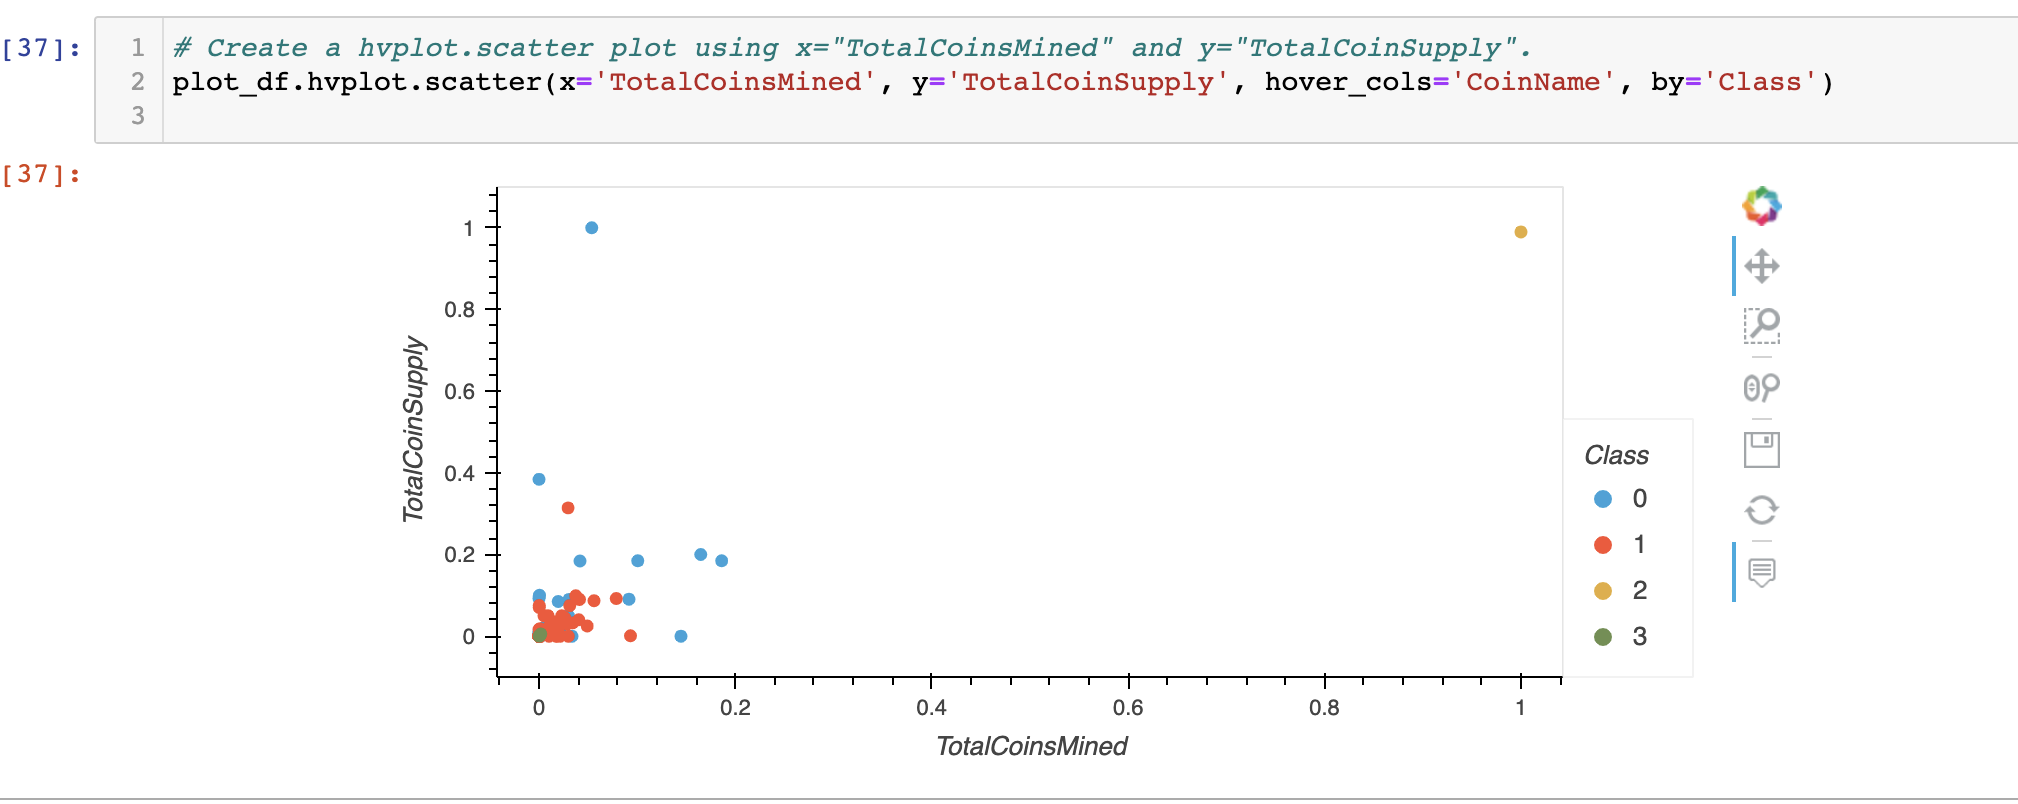 [37]:
1 # Create a hvplot.scatter plot using x="TotalCoinsMined" and y="TotalCoinSupply".
2 plot_df.hvplot.scatter(x='TotalCoinsMined', y='TotalCoinSupply', hover_cols='CoinName', by='Class')
3
[37]:
TotalCoinSupply
1
0.8
0.6
0.4
0.2
0
0 0.2 0.4 0.6 0.8 1
TotalCoinsMined
Class
0
1
2
3